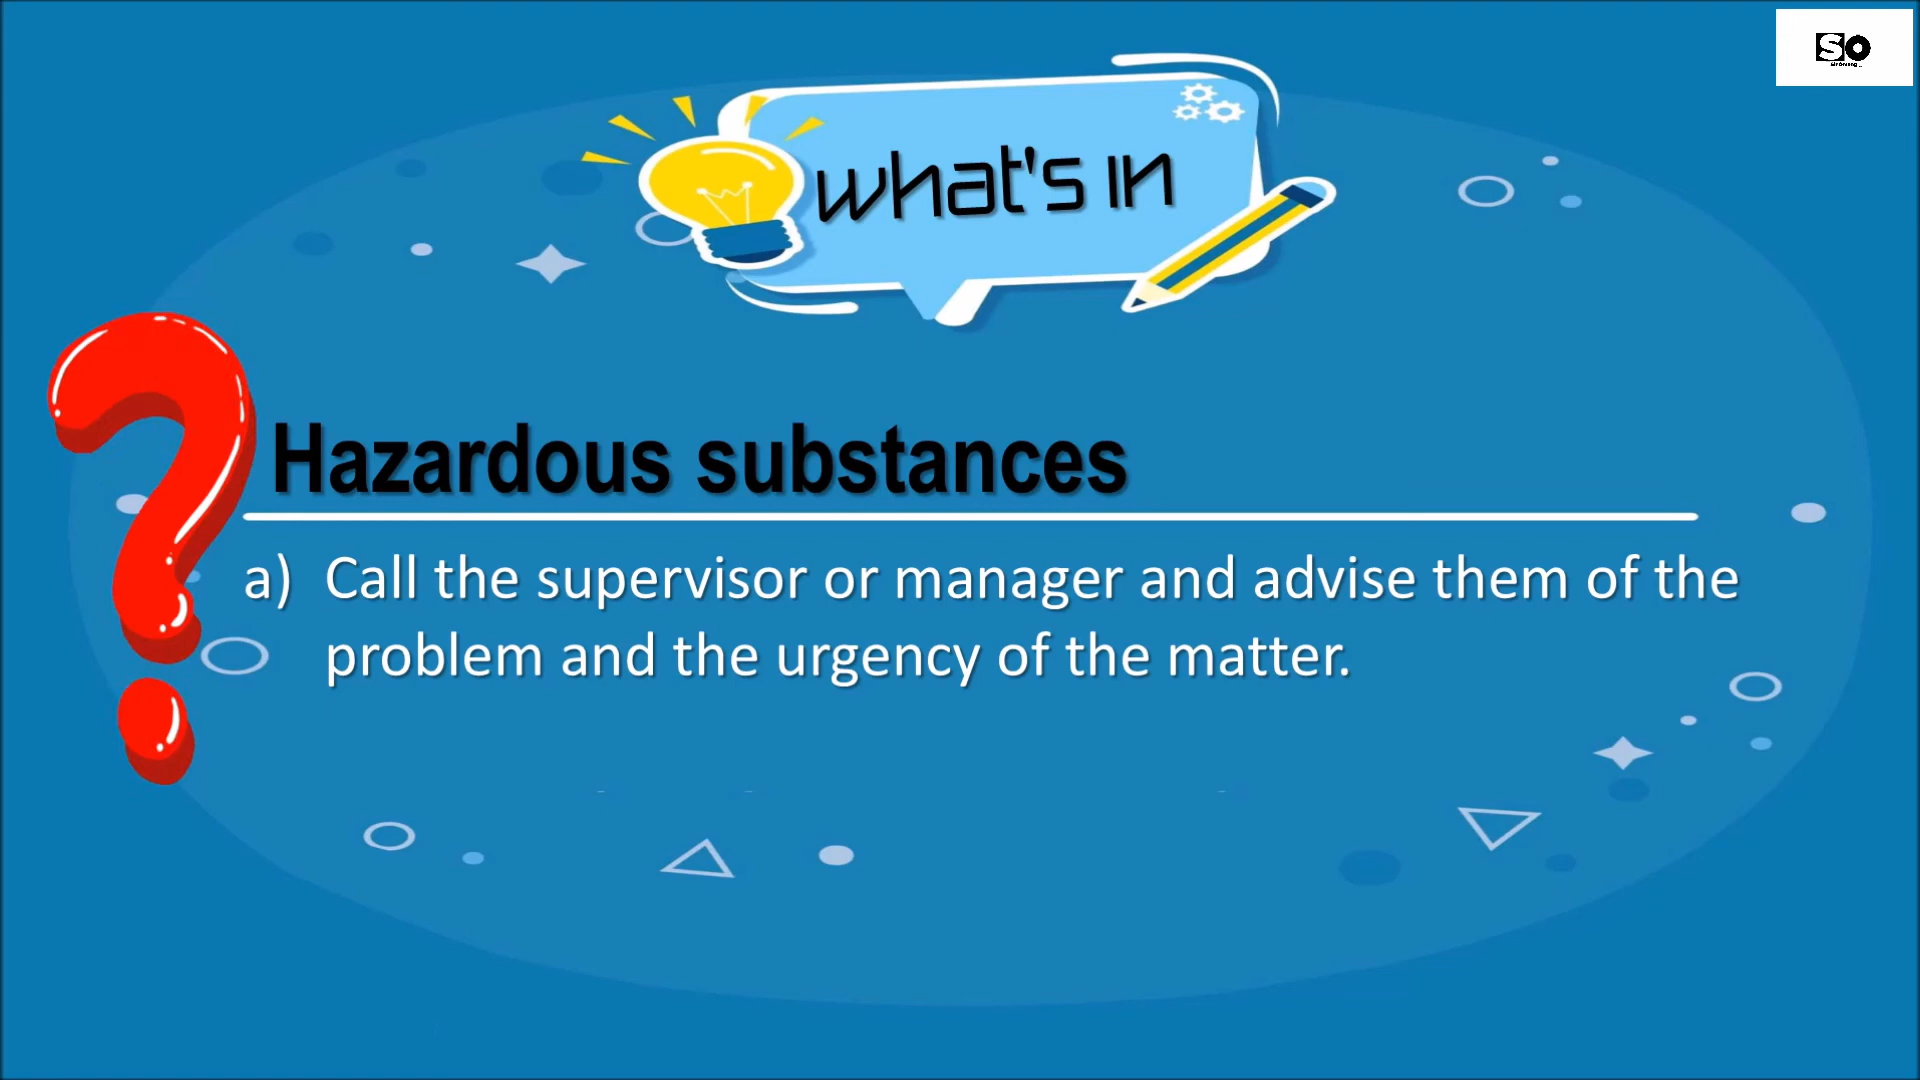 SO
what's in
Hazardous substances
a) Call the supervisor or manager and advise them of the
problem and the urgency of the matter.